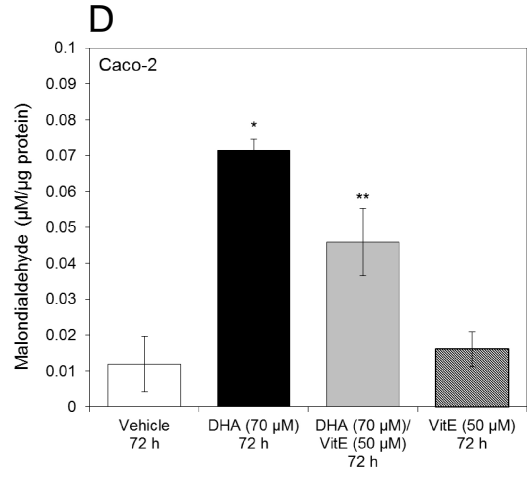 D
Caco-2
Malondialdehyde (µM/µg protein)
0.1
0.09
0.08
0.07
0.06
0.05
0.04
0.03
0.02
0.01
0
*
**
Vehicle
72 h
DHA (70 µM)
72 h
DHA (70 µM)/
VitE (50 µM)
72 h
VitE (50 µM)
72 h